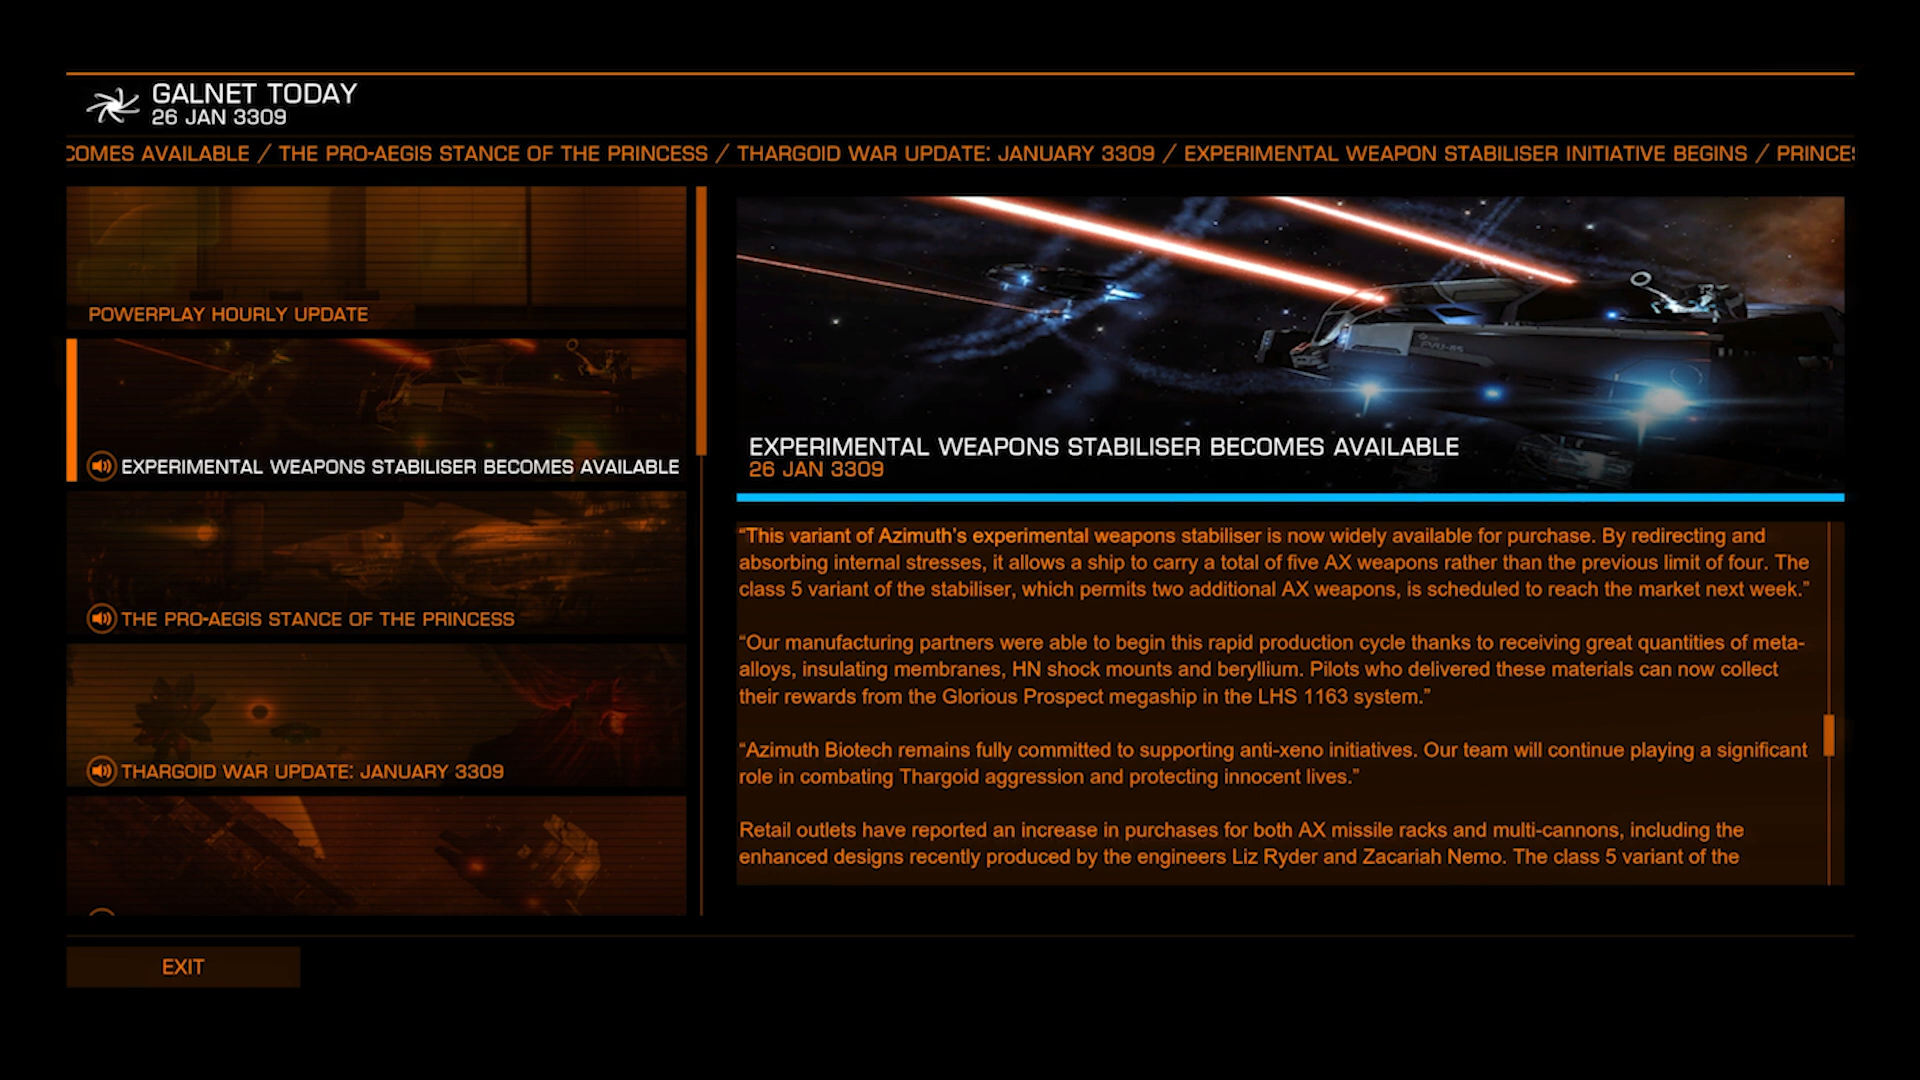 GALNET TODAY
26 JAN 3309
COMES AVAILABLE / THE PRO-AEGIS STANCE OF THE PRINCESS / THARGOID WAR UPDATE: JANUARY 3309 / EXPERIMENTAL WEAPON STABILISER INITIATIVE BEGINS / PRINCE
POWERPLAY HOURLY UPDATE
EXPERIMENTAL WEAPONS STABILISER BECOMES AVAILABLE
THE PRO-AEGIS STANCE OF THE PRINCESS
THARGOID WAR UPDATE: JANUARY 3309
EXPERIMENTAL WEAPONS STABILISER BECOMES AVAILABLE
26 JAN 3309
“This variant of Azimuth's experimental weapons stabiliser is now widely available for purchase. By redirecting and
absorbing internal stresses, it allows a ship to carry a total of five AX weapons rather than the previous limit of four. The
class 5 variant of the stabiliser, which permits two additional AX weapons, is scheduled to reach the market next week.”
“Our manufacturing partners were able to begin this rapid production cycle thanks to receiving great quantities of meta-
alloys, insulating membranes, HN shock mounts and beryllium. Pilots who delivered these materials can now collect
their rewards from the Glorious Prospect megaship in the LHS 1163 system.”
“Azimuth Biotech remains fully committed to supporting anti-xeno initiatives. Our team will continue playing a significant
role in combating Thargoid aggression and protecting innocent lives.”
Retail outlets have reported an increase in purchases for both AX missile racks and multi-cannons, including the
enhanced designs recently produced by the engineers Liz Ryder and Zacariah Nemo. The class 5 variant of the
EXIT